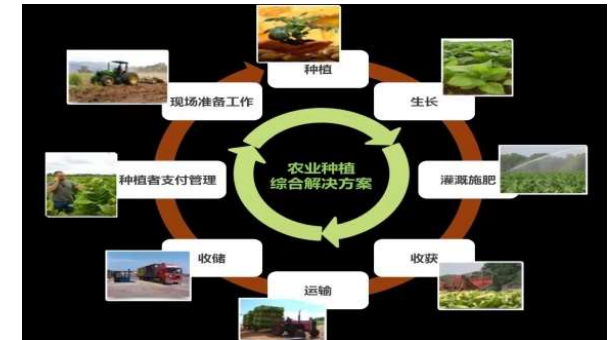 种植
生长
灌溉施肥
收获
运输
收储
种植者支付管理
现场准备工作
农业种植
综合解决方案